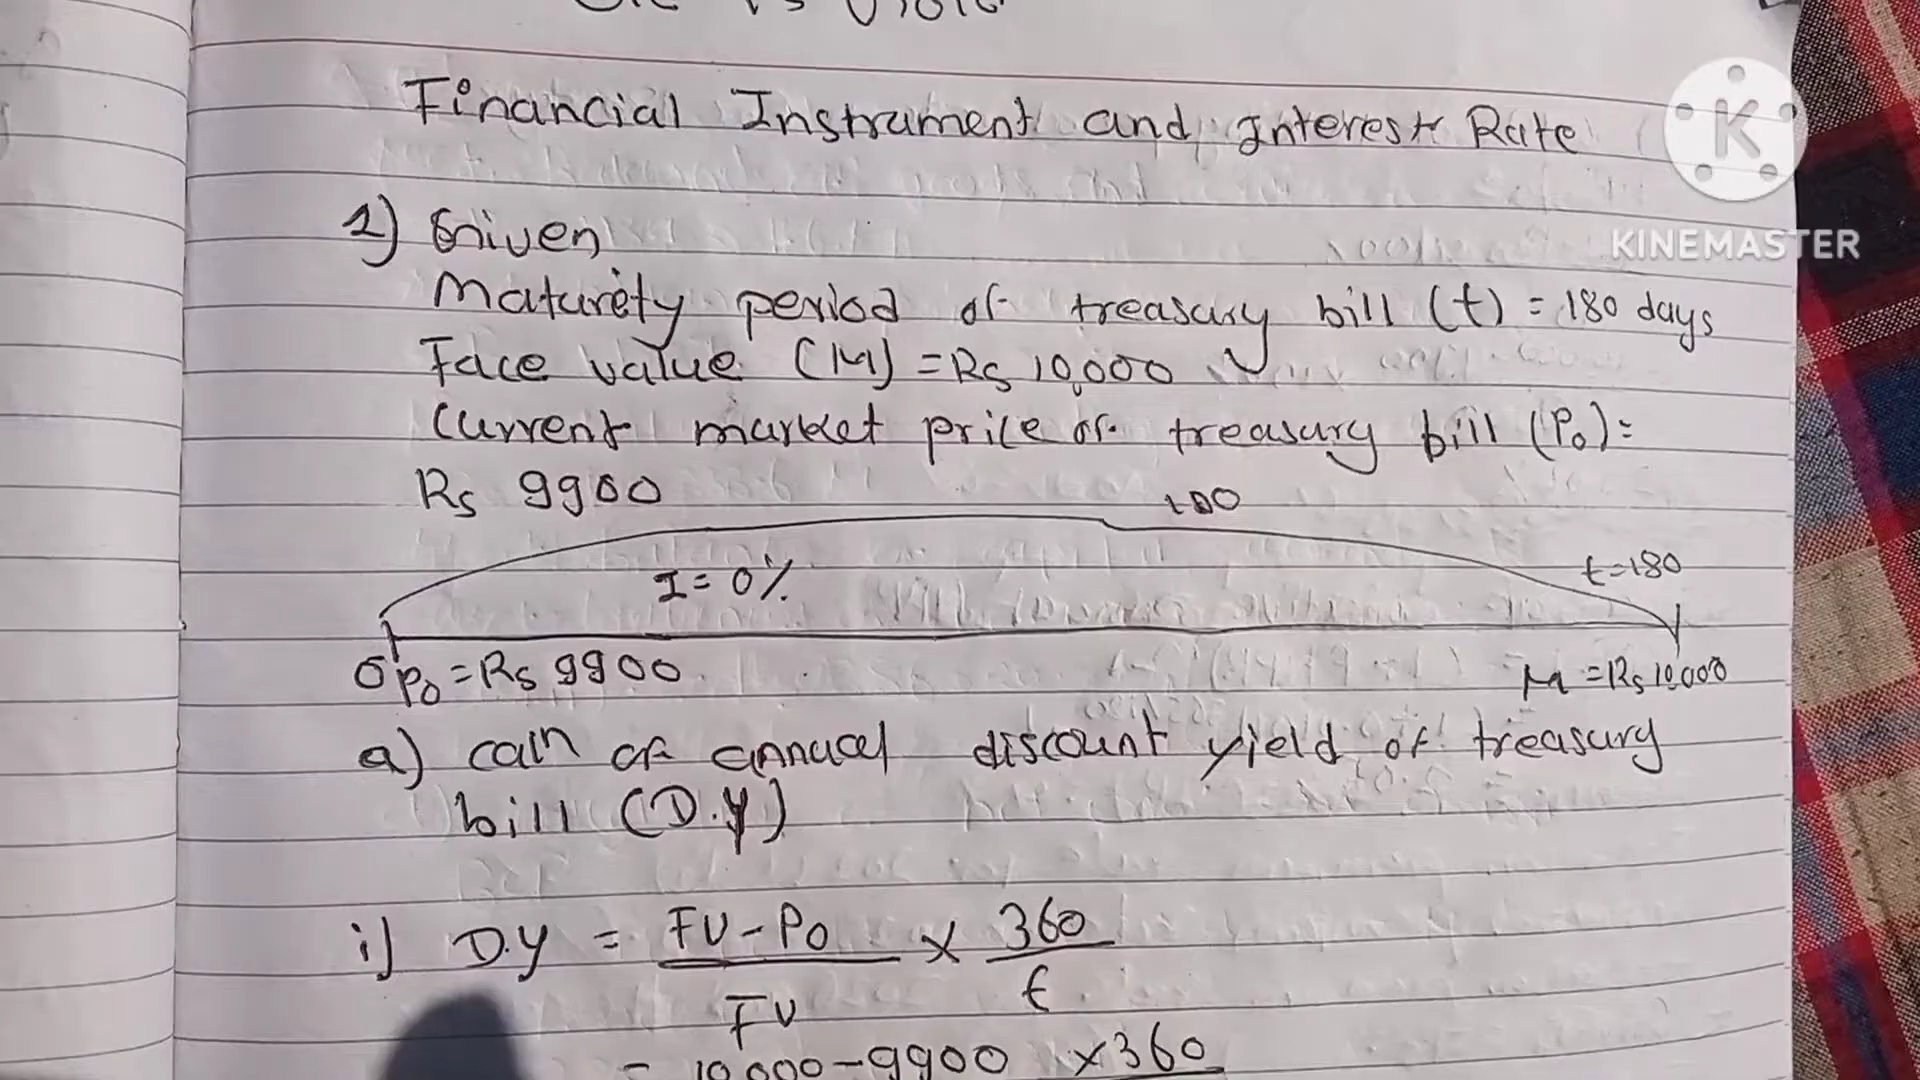 Financial Instrument and Interest Rate
K
KINEMASTER
1) Given
Maturity period of treasury bill (t) = 180 days
Face value (M) = Rs 10,000
Current market price of treasury bill (P0) =
Rs 9900
180
I = 0%
t=180
0 P0 = Rs 9900
M = Rs 10,000
a) caln of annual discount yield of treasury
bill (D.Y)
i) D.Y = FV - P0 × 360
FV t
= 10,000 - 9900 × 360